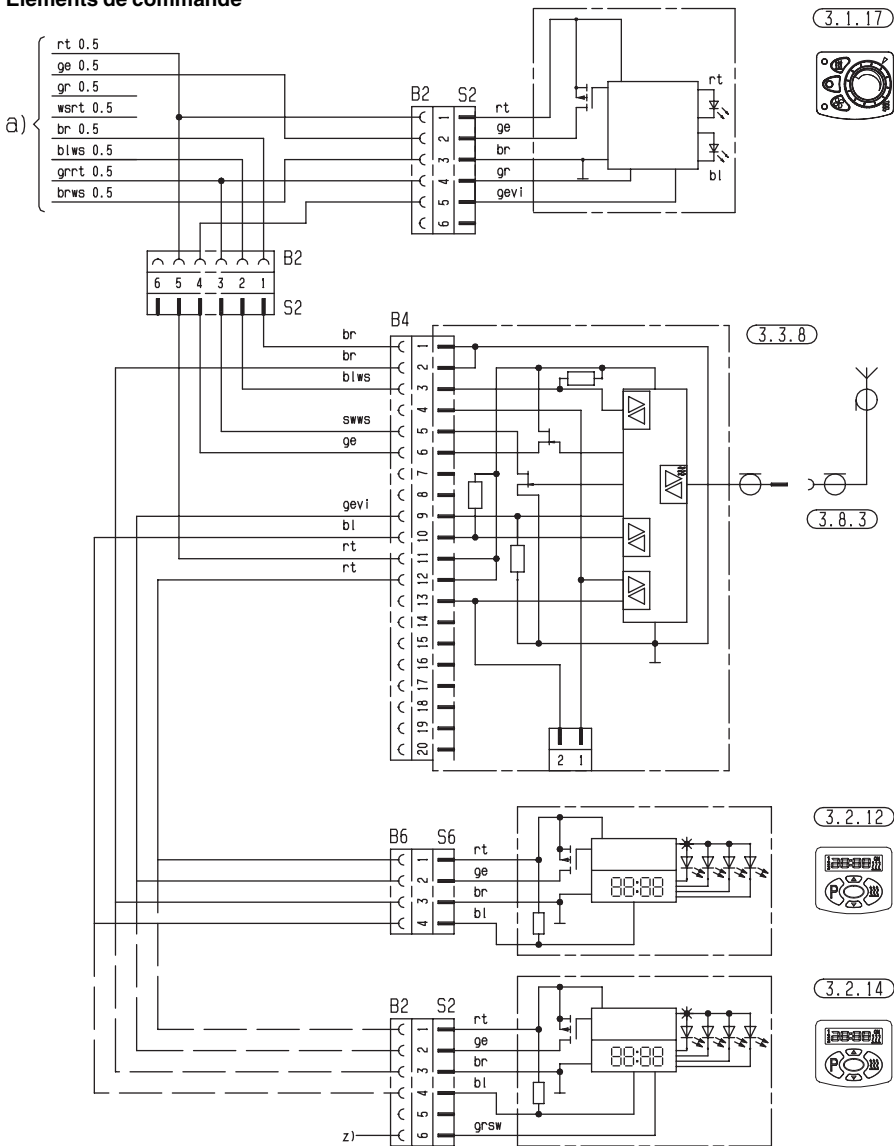 Eléments de commande
a)
rt 0.5
ge 0.5
gr 0.5
wsrt 0.5
br 0.5
blws 0.5
grrt 0.5
brws 0.5
B2 S2
1
2
3
4
5
6
rt
ge
br
gr
gevi
rt
bl
3.1.17
B2
6 5 4 3 2 1
S2
B4
br
br
blws
swws
ge
gevi
bl
rt
rt
1
2
3
4
5
6
7
8
9
10
11
12
13
14
15
16
17
18
19
20
2 1
3.3.8
3.8.3
B6 S6
1
2
3
4
rt
ge
br
bl
88:88
3.2.12
P
B2 S2
1
2
3
4
5
6
rt
ge
br
bl
grsw
z)
88:88
3.2.14
P